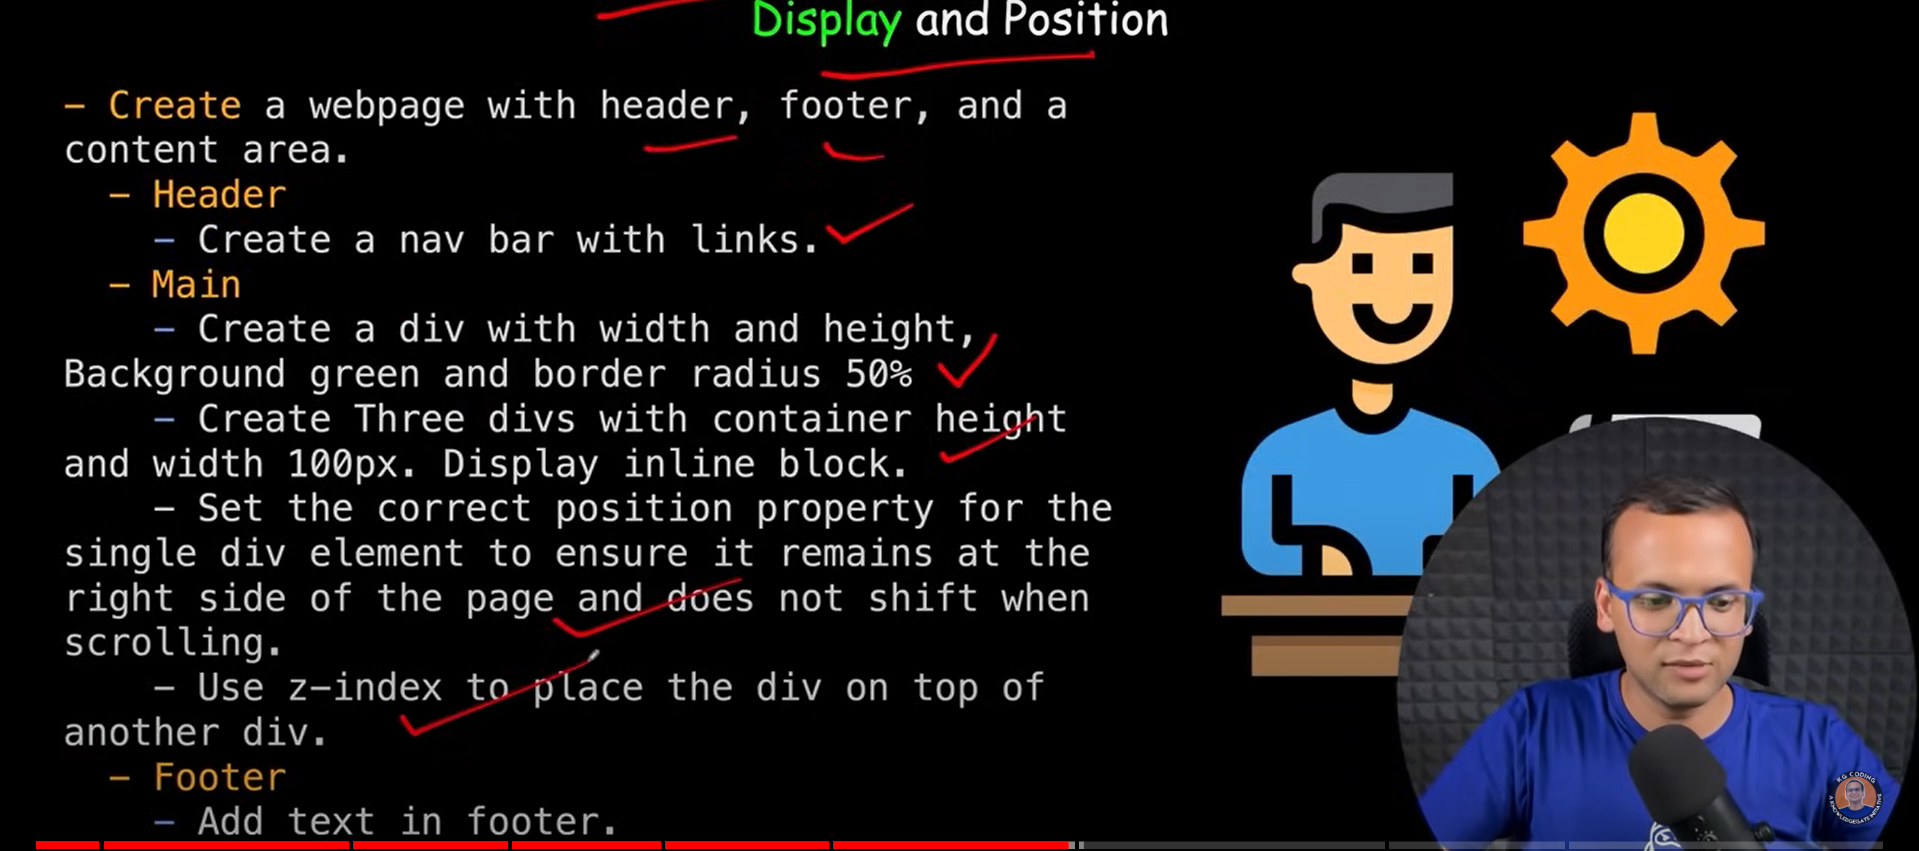 Display and Position
– Create a webpage with header, footer, and a
content area.
– Header
– Create a nav bar with links.
– Main
– Create a div with width and height,
Background green and border radius 50%
– Create Three divs with container height
and width 100px. Display inline block.
– Set the correct position property for the
single div element to ensure it remains at the
right side of the page and does not shift when
scrolling.
– Use z-index to place the div on top of
another div.
– Footer
– Add text in footer.
KG CODING